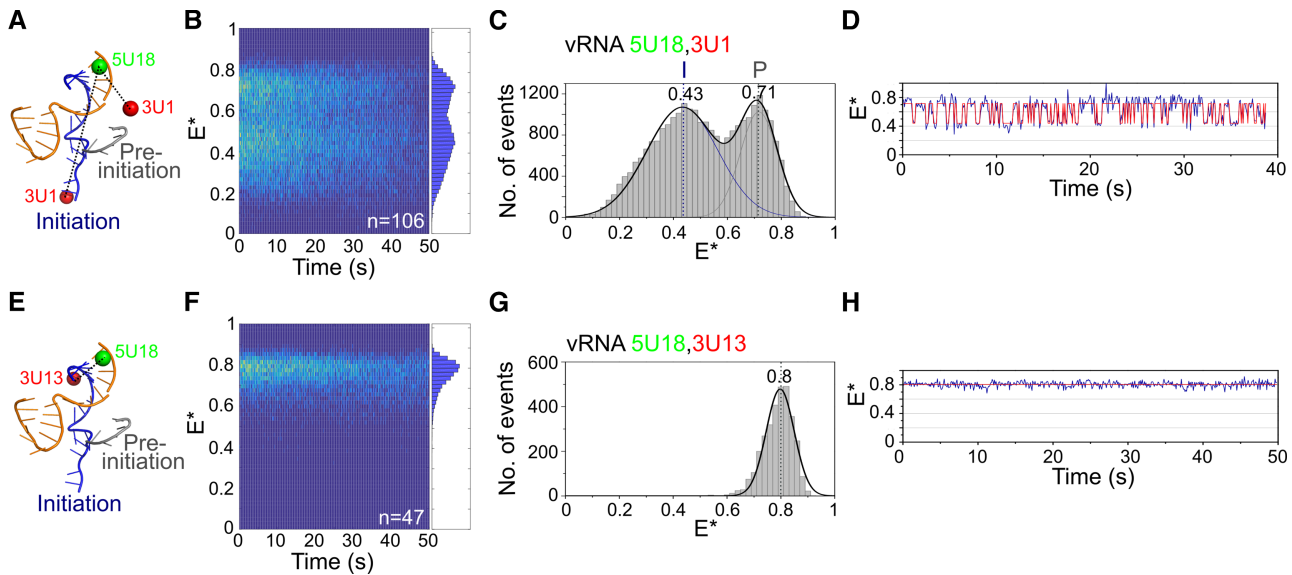 A
5U18
3U1
Pre-
initiation
3U1
Initiation
B
1
0.8
0.6
0.4
0.2
0
E*
n=106
0 10 20 30 40 50
Time (s)
C
vRNA 5U18,3U1
I P
0.43 0.71
1200
800
400
0
No. of events
0 0.2 0.4 0.6 0.8 1
E*
D
0.8
0.4
0
E*
0 10 20 30 40
Time (s)
E
5U18
3U13
Pre-
initiation
Initiation
F
1
0.8
0.6
0.4
0.2
0
E*
n=47
0 10 20 30 40 50
Time (s)
G
vRNA 5U18,3U13
0.8
600
400
200
0
No. of events
0 0.2 0.4 0.6 0.8 1
E*
H
0.8
0.4
0
E*
0 10 20 30 40 50
Time (s)